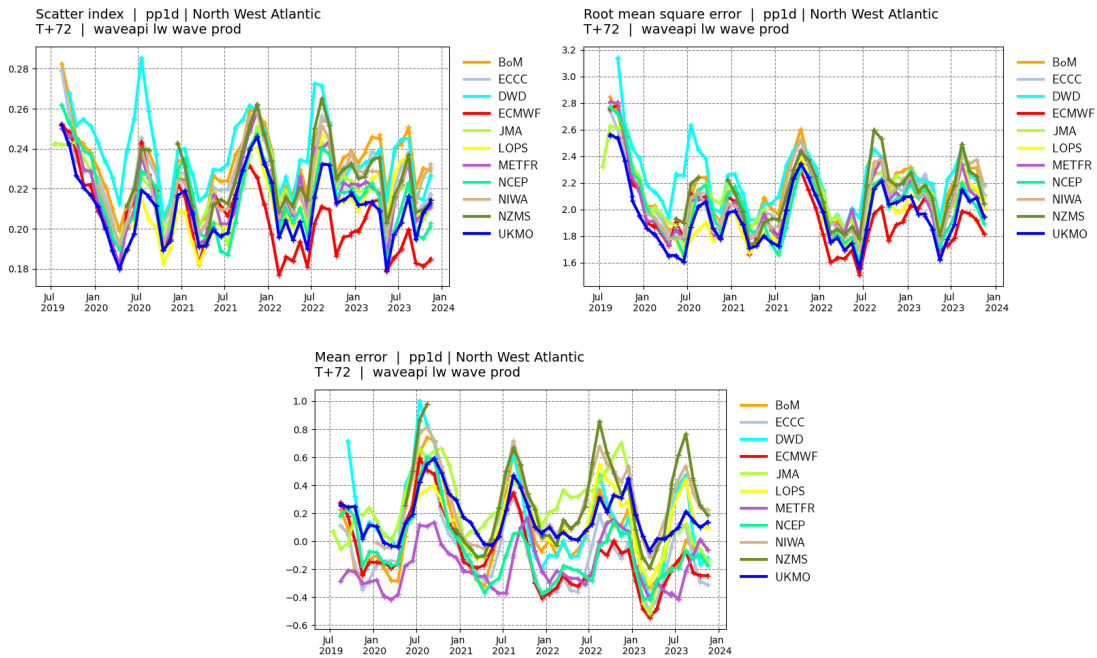 Scatter index | pp1d | North West Atlantic
T+72 | waveapi lw wave prod
0.28
0.26
0.24
0.22
0.20
0.18
Jul 2019
Jan 2020
Jul 2020
Jan 2021
Jul 2021
Jan 2022
Jul 2022
Jan 2023
Jul 2023
Jan 2024
BoM
ECCC
DWD
ECMWF
JMA
LOPS
METFR
NCEP
NIWA
NZMS
UKMO
Root mean square error | pp1d | North West Atlantic
T+72 | waveapi lw wave prod
3.2
3.0
2.8
2.6
2.4
2.2
2.0
1.8
1.6
Jul 2019
Jan 2020
Jul 2020
Jan 2021
Jul 2021
Jan 2022
Jul 2022
Jan 2023
Jul 2023
Jan 2024
BoM
ECCC
DWD
ECMWF
JMA
LOPS
METFR
NCEP
NIWA
NZMS
UKMO
Mean error | pp1d | North West Atlantic
T+72 | waveapi lw wave prod
1.0
0.8
0.6
0.4
0.2
0.0
−0.2
−0.4
−0.6
Jul 2019
Jan 2020
Jul 2020
Jan 2021
Jul 2021
Jan 2022
Jul 2022
Jan 2023
Jul 2023
Jan 2024
BoM
ECCC
DWD
ECMWF
JMA
LOPS
METFR
NCEP
NIWA
NZMS
UKMO